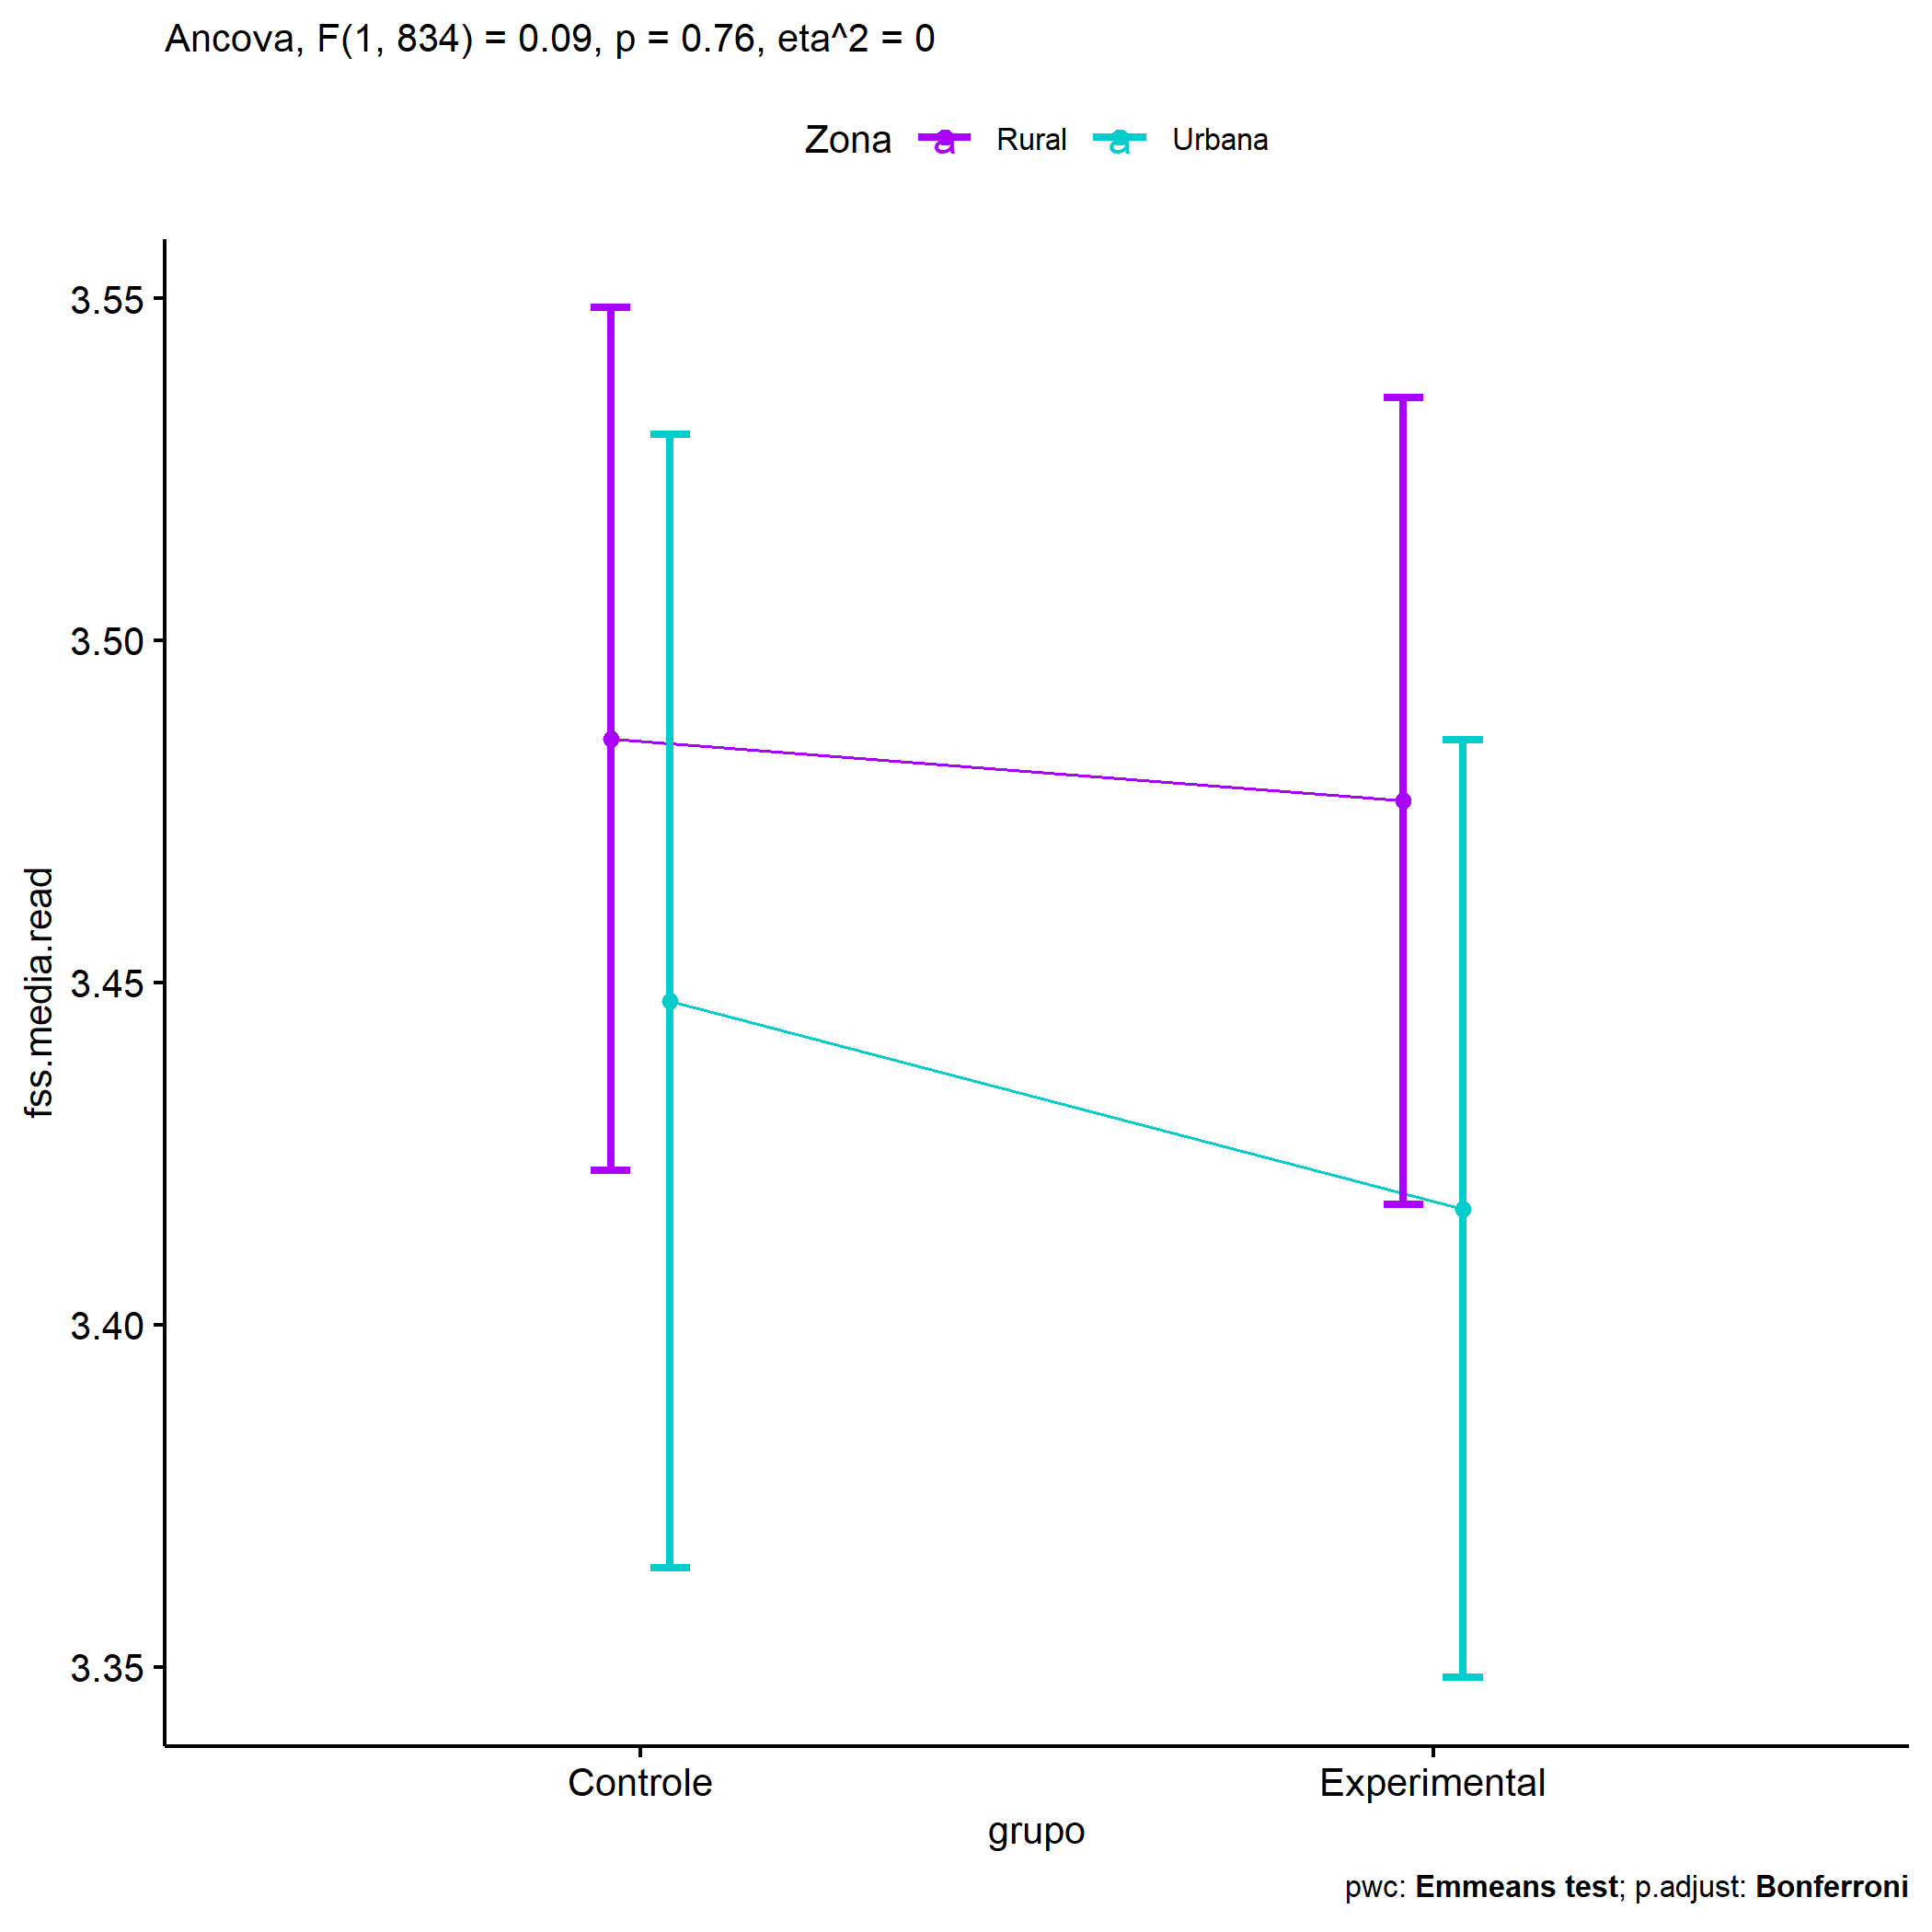 Ancova, F(1, 834) = 0.09, p = 0.76, eta^2 = 0
Zona a Rural a Urbana
3.55
3.50
3.45
3.40
3.35
fss.media.read
Controle Experimental
grupo
pwc: Emmeans test; p.adjust: Bonferroni